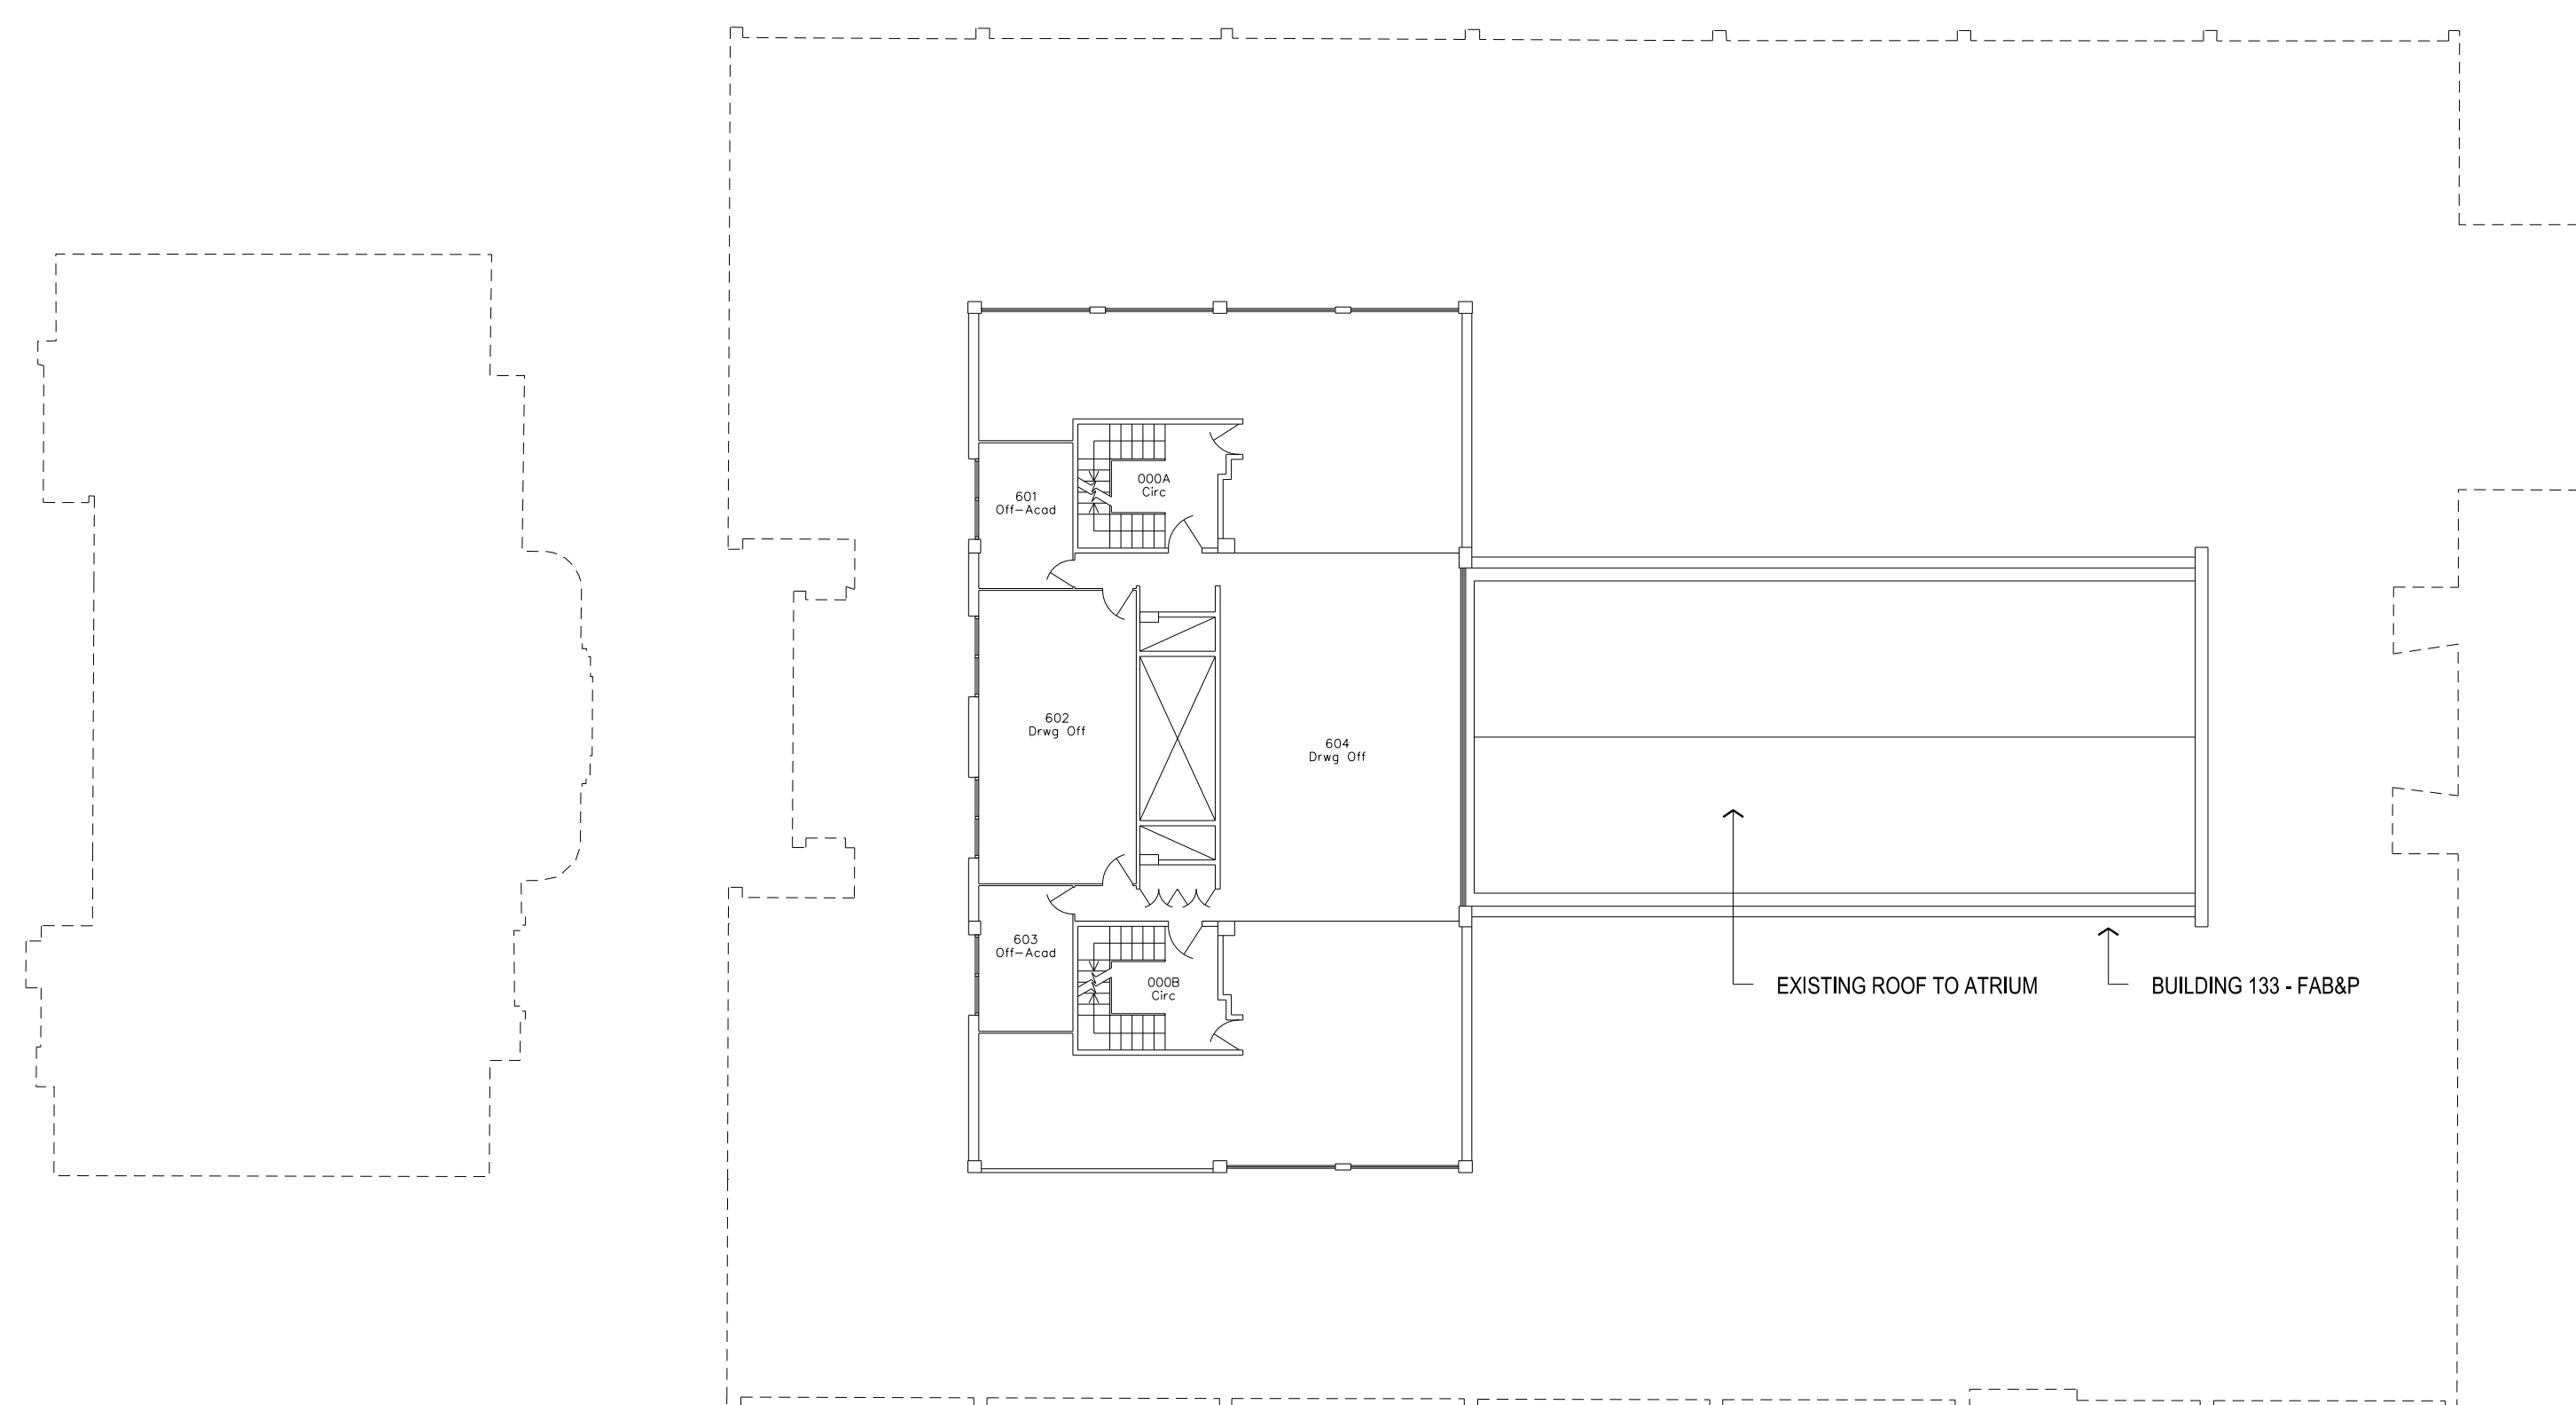 000A
Circ
601
Off-Acad
602
Drwg Off
604
Drwg Off
603
Off-Acad
000B
Circ
EXISTING ROOF TO ATRIUM
BUILDING 133 - FAB&P